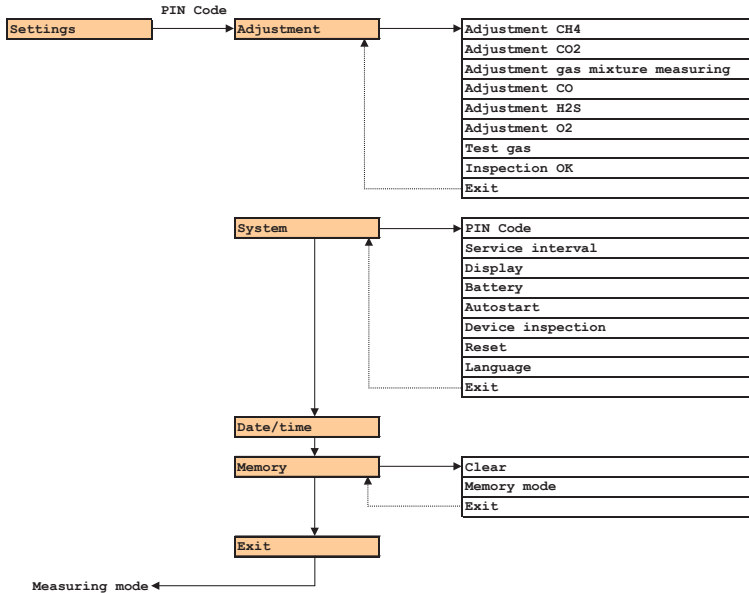 PIN Code
Settings
Adjustment
Adjustment CH4
Adjustment CO2
Adjustment gas mixture measuring
Adjustment CO
Adjustment H2S
Adjustment O2
Test gas
Inspection OK
Exit
System
PIN Code
Service interval
Display
Battery
Autostart
Device inspection
Reset
Language
Exit
Date/time
Memory
Clear
Memory mode
Exit
Exit
Measuring mode